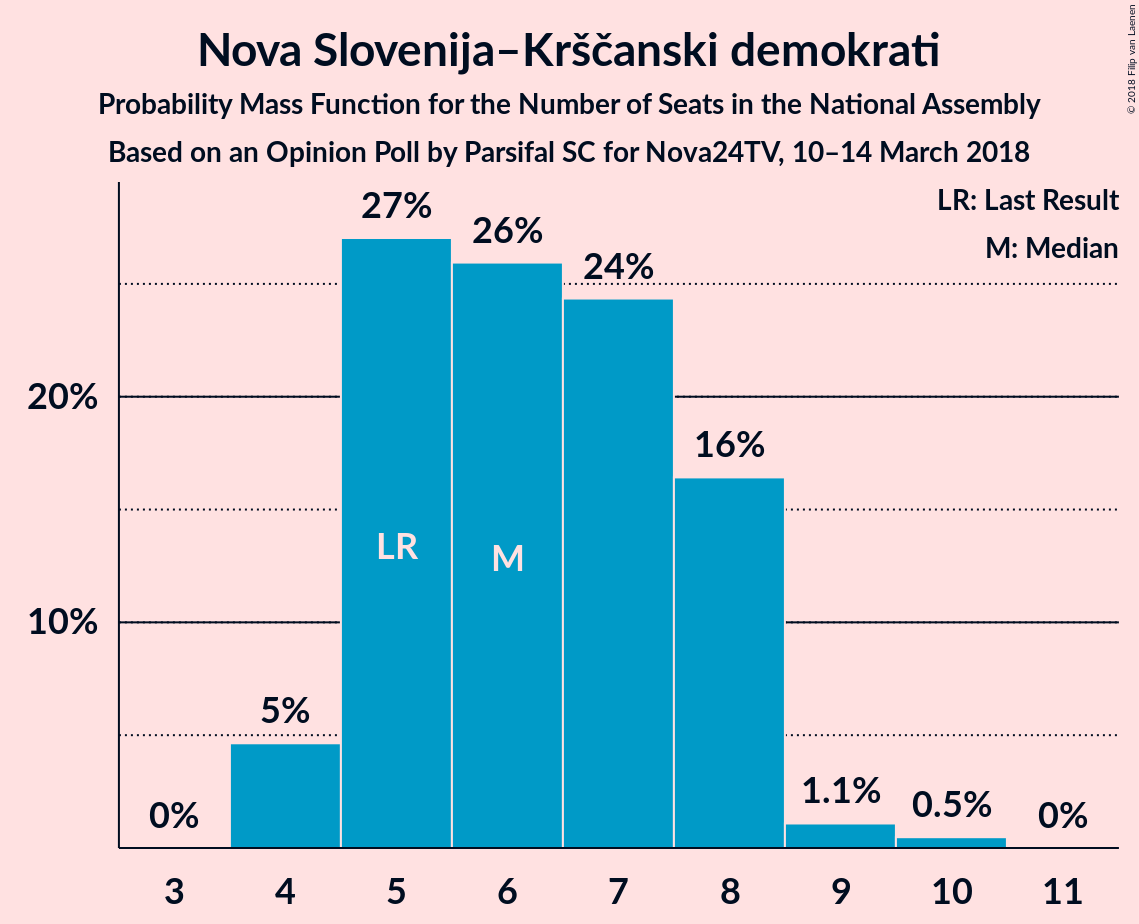 Nova Slovenija–Krščanski demokrati
Probability Mass Function for the Number of Seats in the National Assembly
Based on an Opinion Poll by Parsifal SC for Nova24TV, 10–14 March 2018
© 2018 Filip van Laenen
LR: Last Result
M: Median
27%
26%
24%
20%
16%
LR
M
10%
5%
1.1%
0.5%
0%
0%
3 4 5 6 7 8 9 10 11